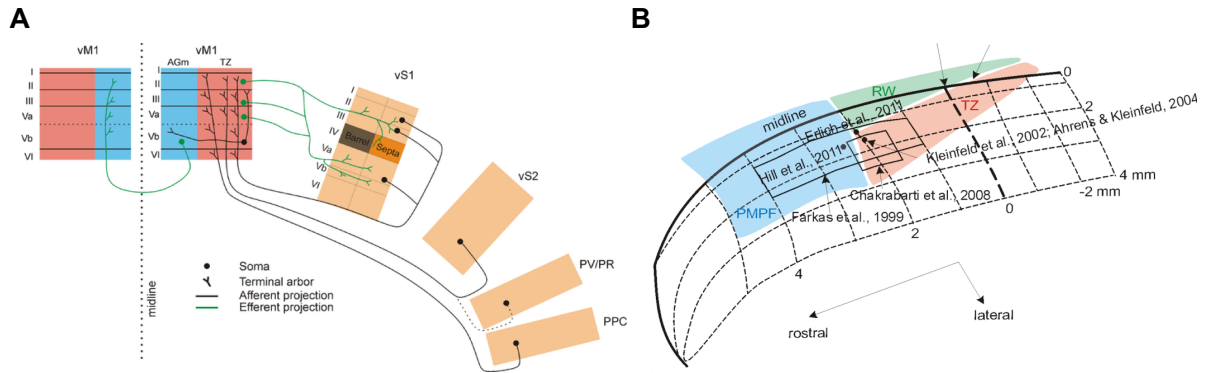 A
vM1
vM1
AGm
TZ
I
II
III
Va
Vb
VI
I
II
III
Va
Vb
VI
vS1
I
II
III
IV
Va
Vb
VI
Barrel
Septa
vS2
PV/PR
PPC
Soma
Terminal arbor
Afferent projection
Efferent projection
midline
B
midline
RW
TZ
PMPF
Erlich et al., 2011
Hill et al., 2011
Kleinfeld et al., 2002; Ahrens & Kleinfeld, 2004
Chakrabarti et al., 2008
Farkas et al., 1999
0
2
4 mm
-2 mm
0
2
4
rostral
lateral